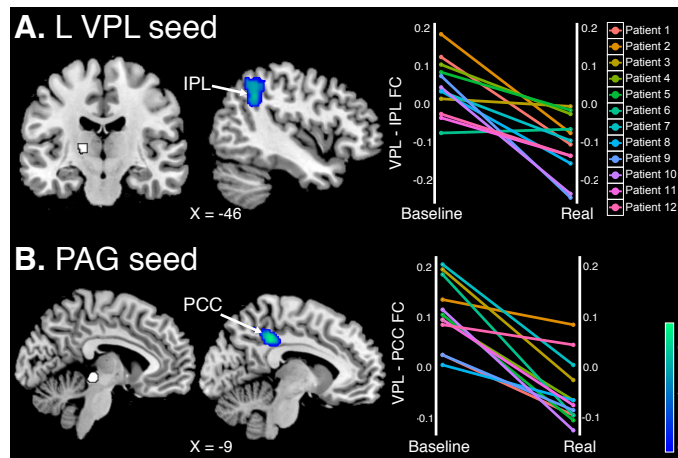 A. L VPL seed
IPL
X = -46
VPL - IPL FC
0.2
0.1
0.0
-0.1
-0.2
0.2
0.1
0.0
-0.1
-0.2
Baseline
Real
Patient 1
Patient 2
Patient 3
Patient 4
Patient 5
Patient 6
Patient 7
Patient 8
Patient 9
Patient 10
Patient 11
Patient 12
B. PAG seed
PCC
X = -9
VPL - PCC FC
0.2
0.1
0.0
-0.1
0.2
0.1
0.0
-0.1
Baseline
Real